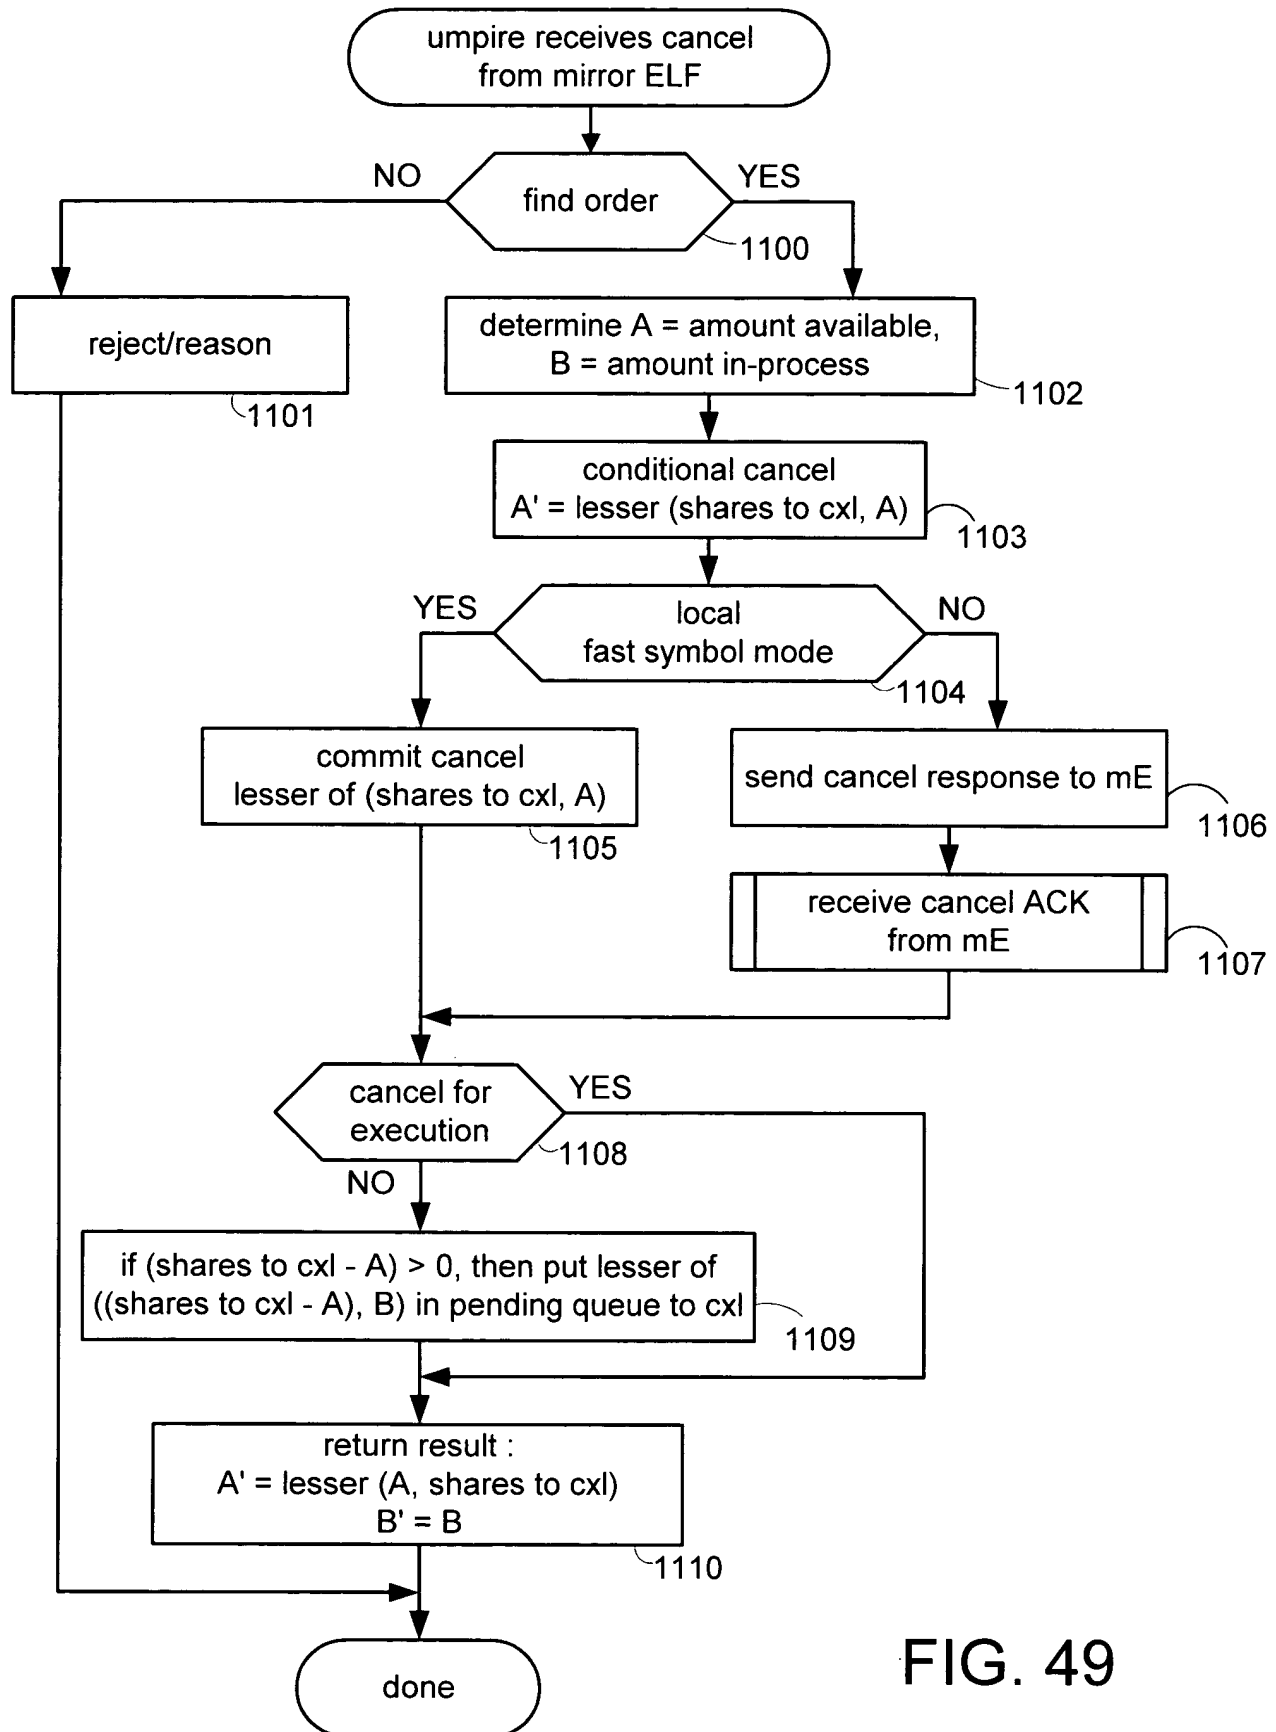 umpire receives cancel
from mirror ELF
NO
YES
find order
1100
reject/reason
1101
determine A = amount available,
B = amount in-process
1102
conditional cancel
A' = lesser (shares to cxl, A)
1103
YES
NO
local
fast symbol mode
1104
commit cancel
lesser of (shares to cxl, A)
1105
send cancel response to mE
1106
receive cancel ACK
from mE
1107
cancel for
execution
YES
1108
NO
if (shares to cxl - A) > 0, then put lesser of
((shares to cxl - A), B) in pending queue to cxl
1109
return result :
A' = lesser (A, shares to cxl)
B' = B
1110
done
FIG. 49